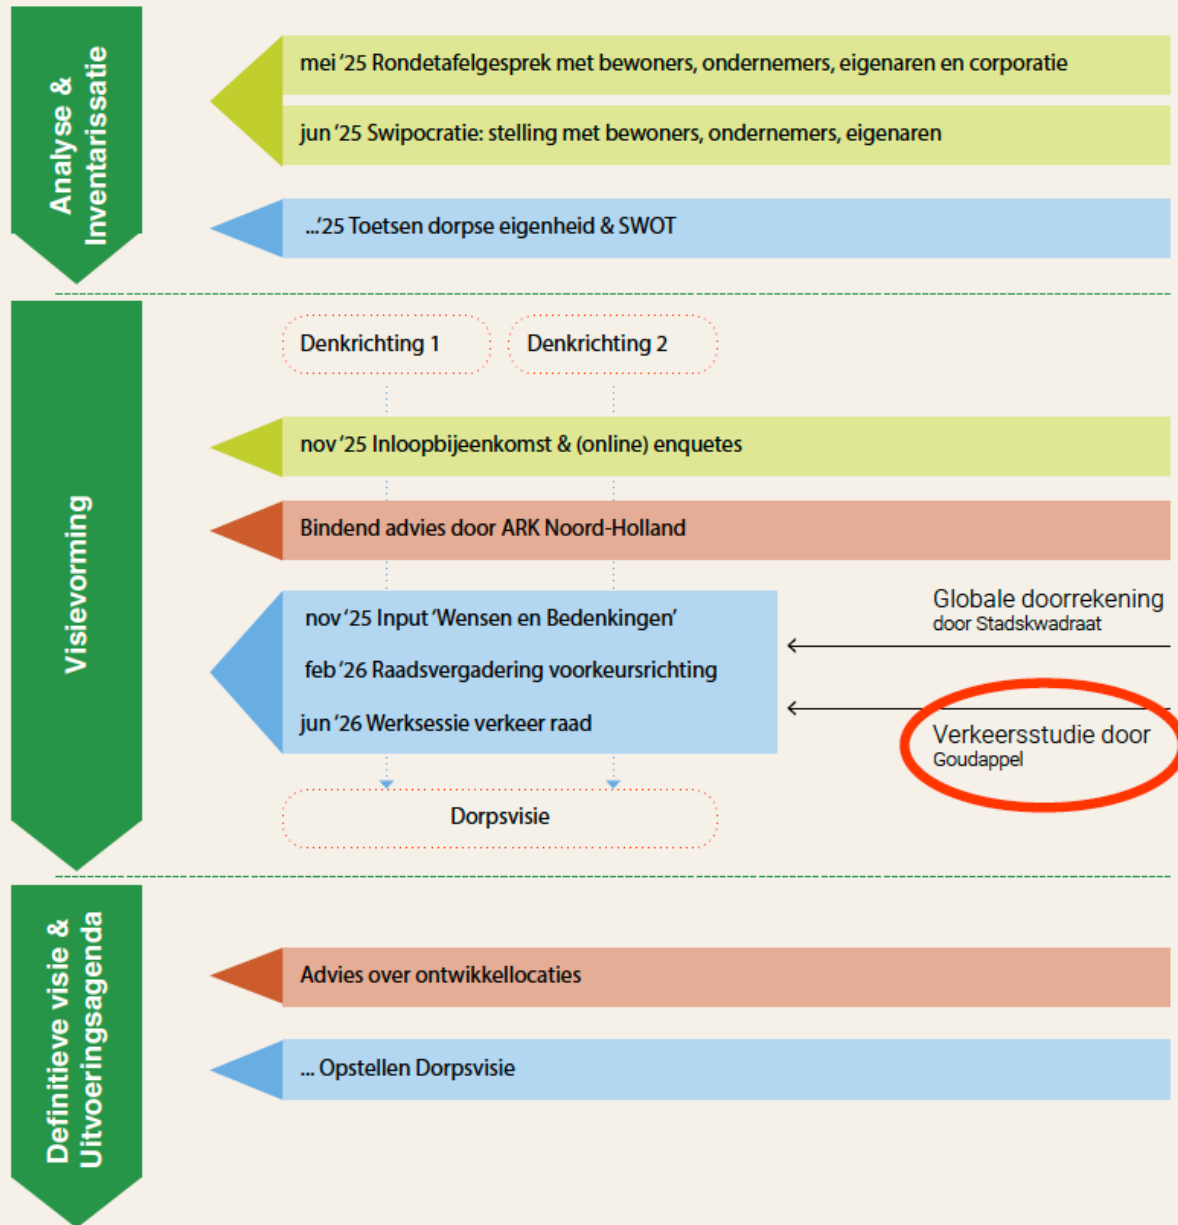 Analyse &
Inventarissatie
mei ‘25 Rondetafelgesprek met bewoners, ondernemers, eigenaren en corporatie
jun ‘25 Swipocratie: stelling met bewoners, ondernemers, eigenaren
...‘25 Toetsen dorpse eigenheid & SWOT
Visievorming
Denkrichting 1
Denkrichting 2
nov ‘25 Inloopbijeenkomst & (online) enquetes
Bindend advies door ARK Noord-Holland
nov ‘25 Input ‘Wensen en Bedenkingen’
feb ‘26 Raadsvergadering voorkeursrichting
jun ‘26 Werksessie verkeer raad
Globale doorrekening
door Stadskwadraat
Verkeersstudie door
Goudappel
Dorpsvisie
Definitieve visie &
Uitvoeringsagenda
Advies over ontwikkellocaties
... Opstellen Dorpsvisie